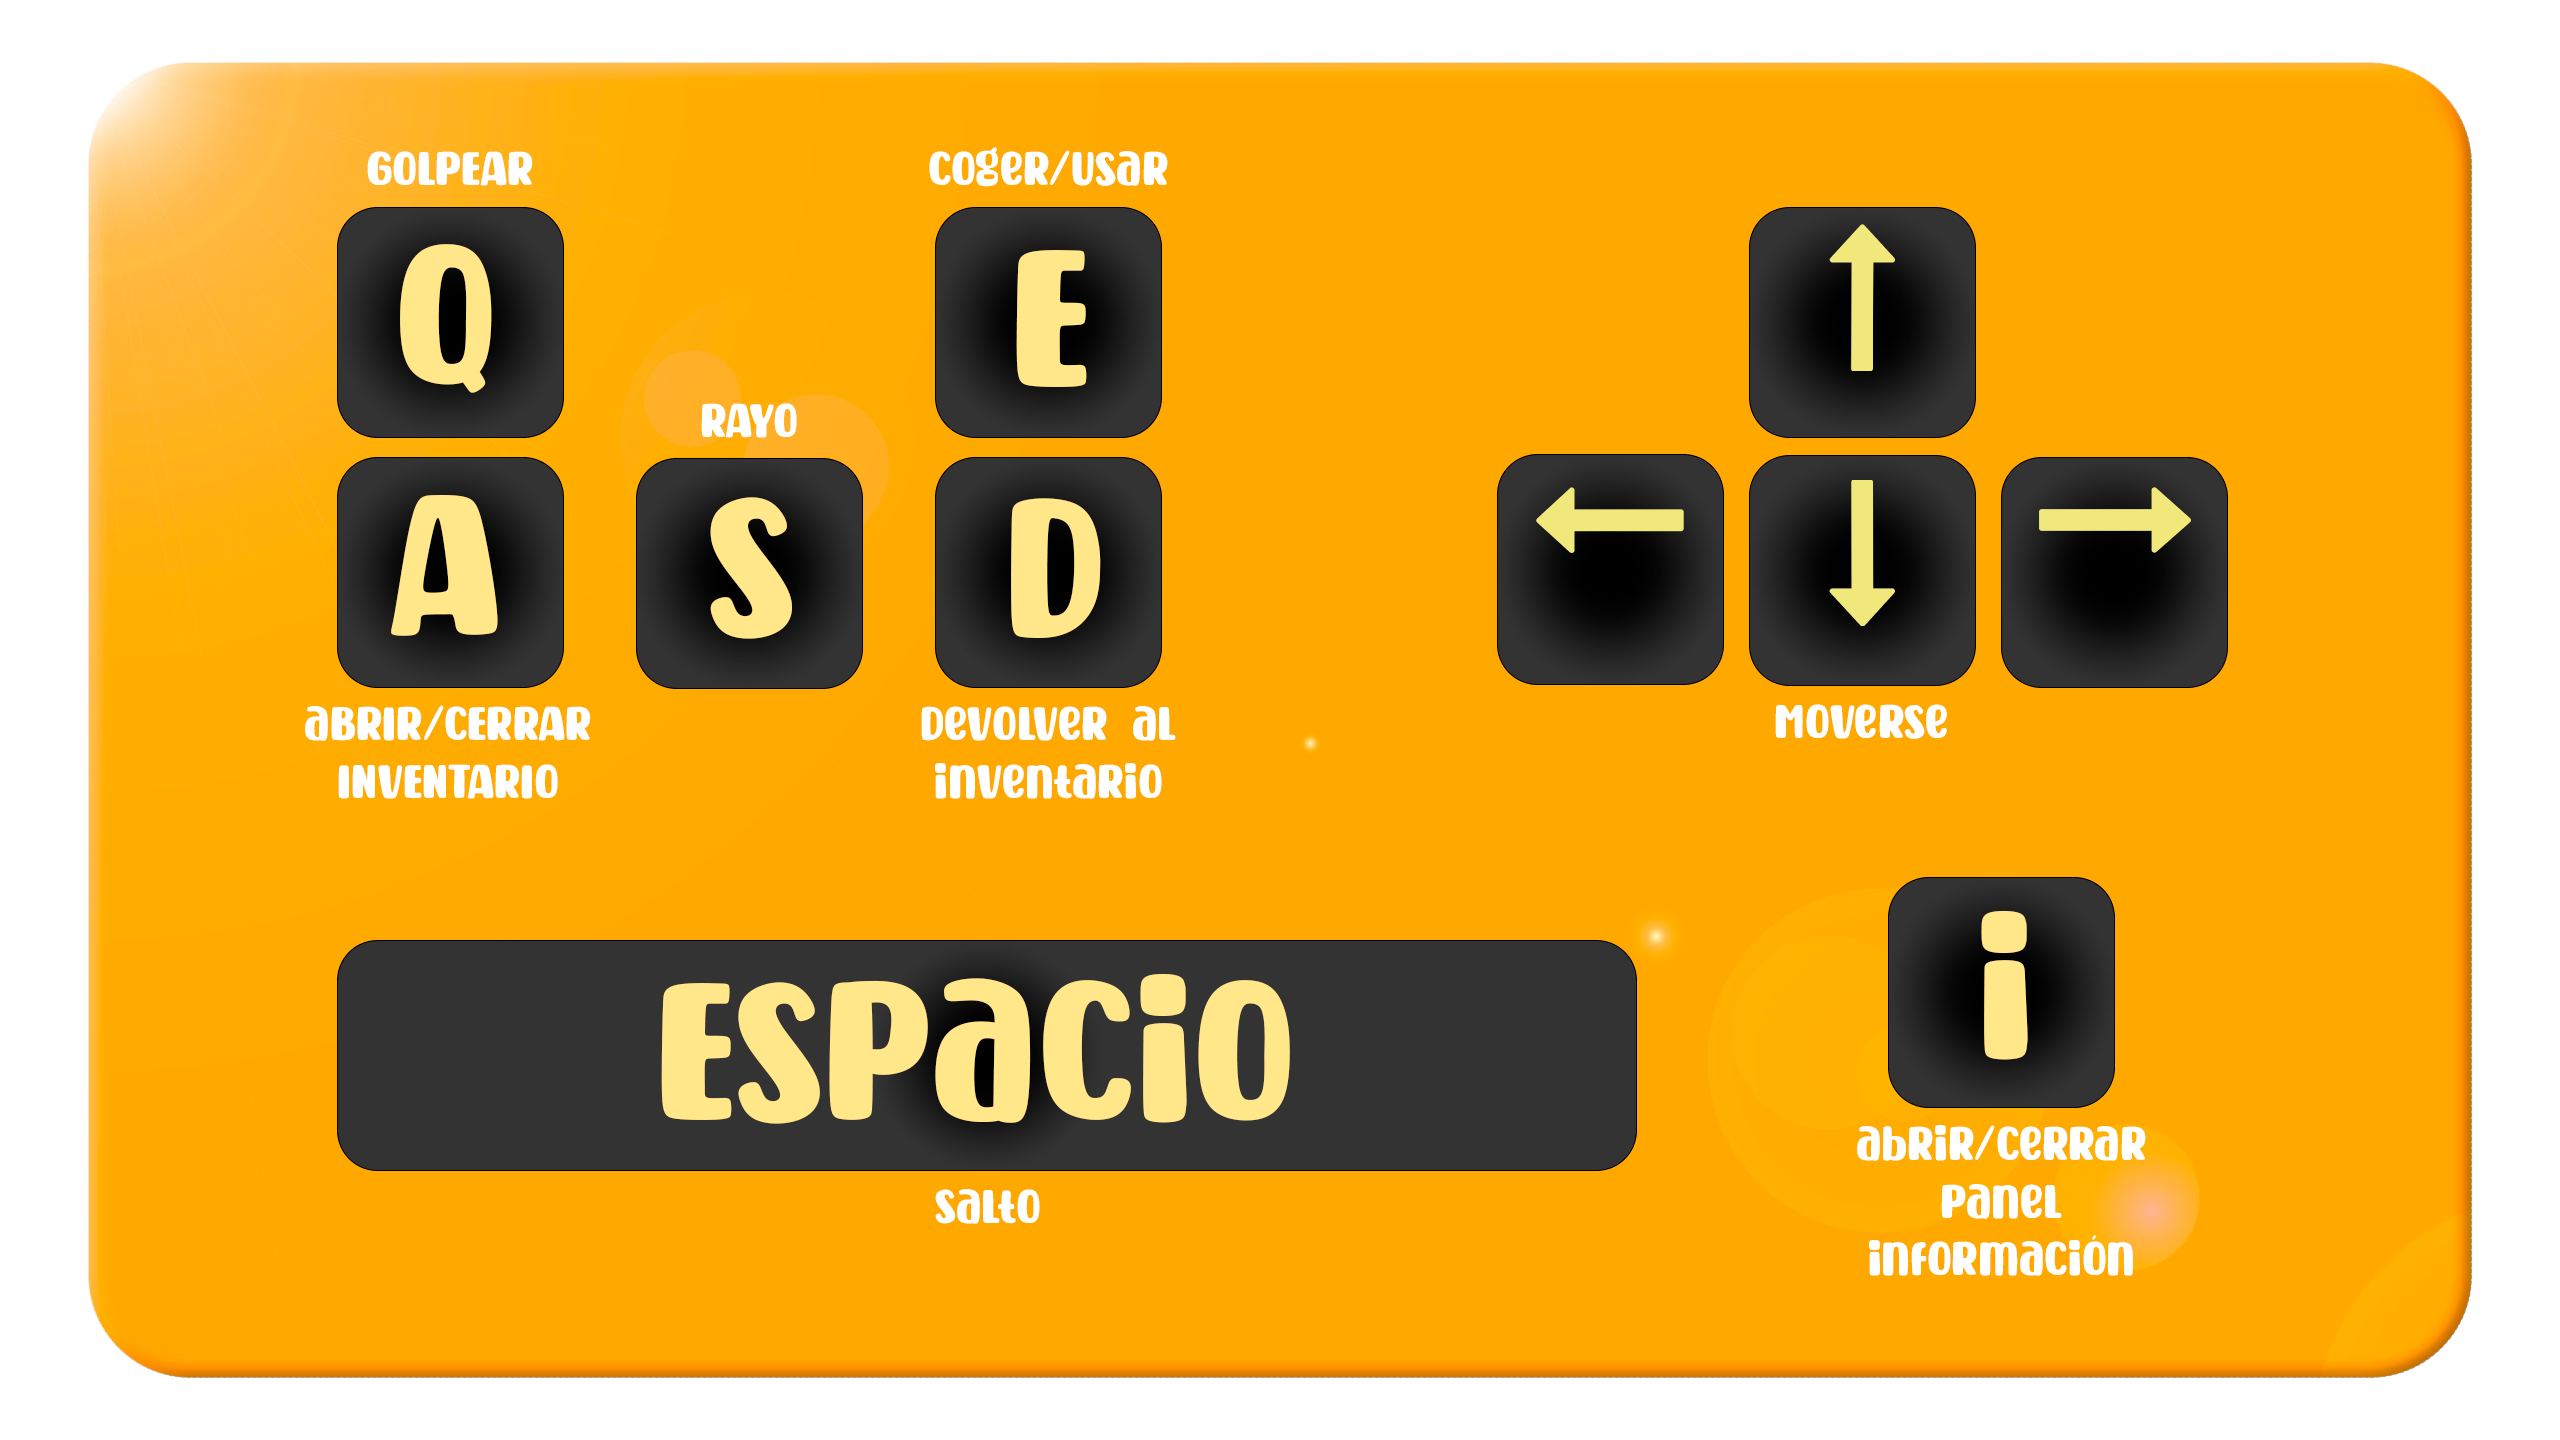 GOLPEAR
COGER/USAR
Q
E
↑
RAYO
A
S
D
← ↓ →
ABRIR/CERRAR
INVENTARIO
DEVOLVER AL
INVENTARIO
MOVERSE
ESPACIO
SALTO
i
ABRIR/CERRAR
PANEL
INFORMACIÓN